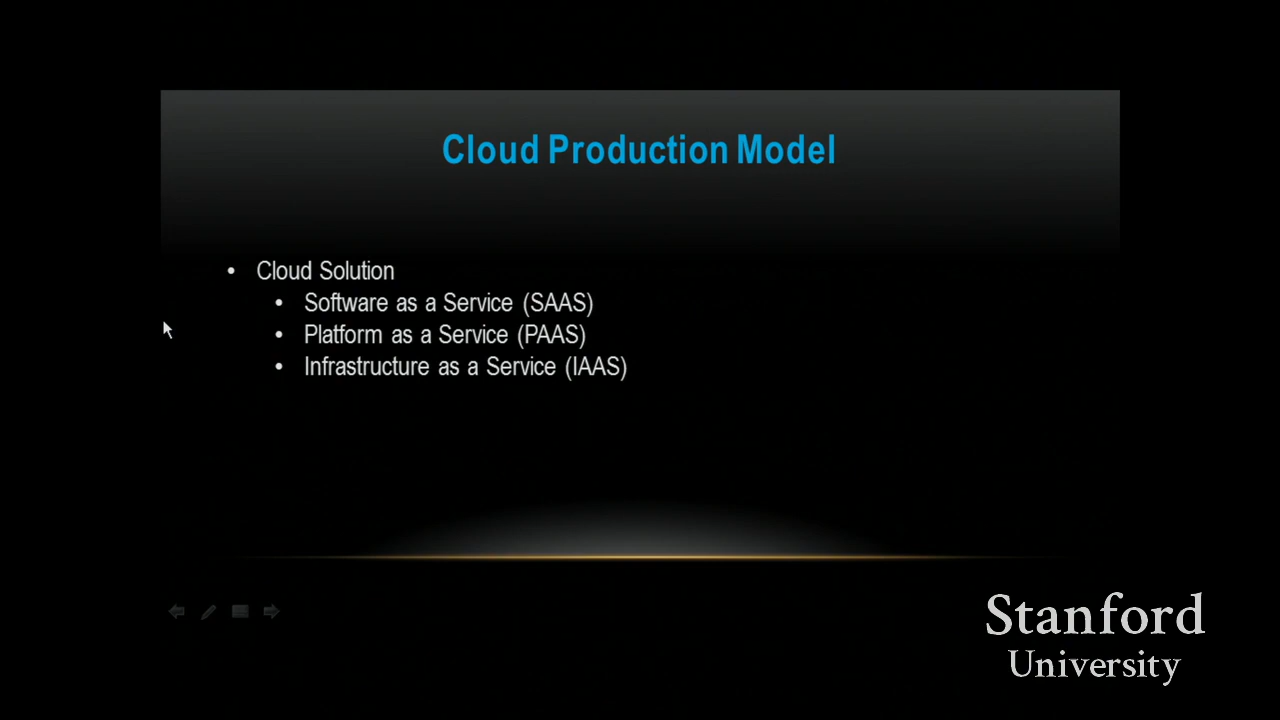 Cloud Production Model
• Cloud Solution
• Software as a Service (SAAS)
• Platform as a Service (PAAS)
• Infrastructure as a Service (IAAS)
Stanford
University